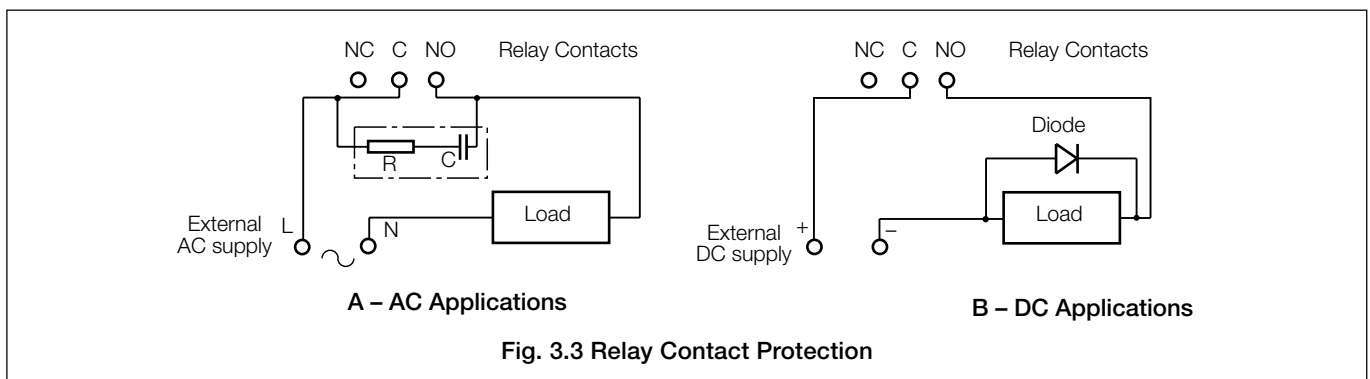 NC C NO Relay Contacts
R C
L
N
Load
External
AC supply
A – AC Applications
NC C NO Relay Contacts
Diode
Load
+
–
External
DC supply
B – DC Applications
Fig. 3.3 Relay Contact Protection